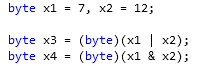 byte x1 = 7, x2 = 12;
byte x3 = (byte)(x1 | x2);
byte x4 = (byte)(x1 & x2);